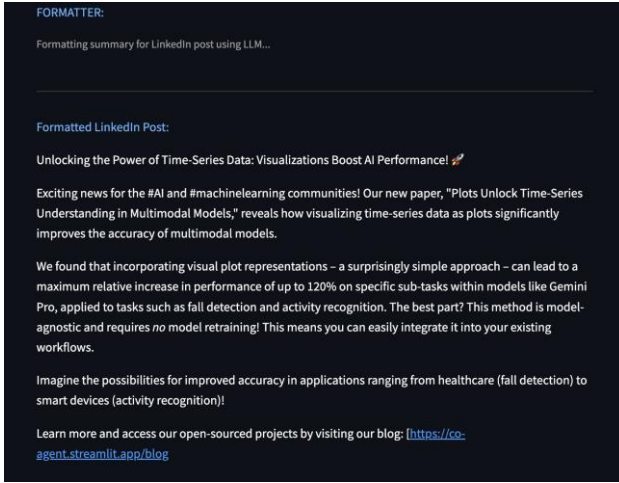 FORMATTER:
Formatting summary for LinkedIn post using LLM...
Formatted LinkedIn Post:
Unlocking the Power of Time-Series Data: Visualizations Boost AI Performance! 🚀
Exciting news for the #AI and #machinelearning communities! Our new paper, "Plots Unlock Time-Series
Understanding in Multimodal Models," reveals how visualizing time-series data as plots significantly
improves the accuracy of multimodal models.
We found that incorporating visual plot representations – a surprisingly simple approach – can lead to a
maximum relative increase in performance of up to 120% on specific sub-tasks within models like Gemini
Pro, applied to tasks such as fall detection and activity recognition. The best part? This method is model-
agnostic and requires no model retraining! This means you can easily integrate it into your existing
workflows.
Imagine the possibilities for improved accuracy in applications ranging from healthcare (fall detection) to
smart devices (activity recognition)!
Learn more and access our open-sourced projects by visiting our blog: [https://co-
agent.streamlit.app/blog